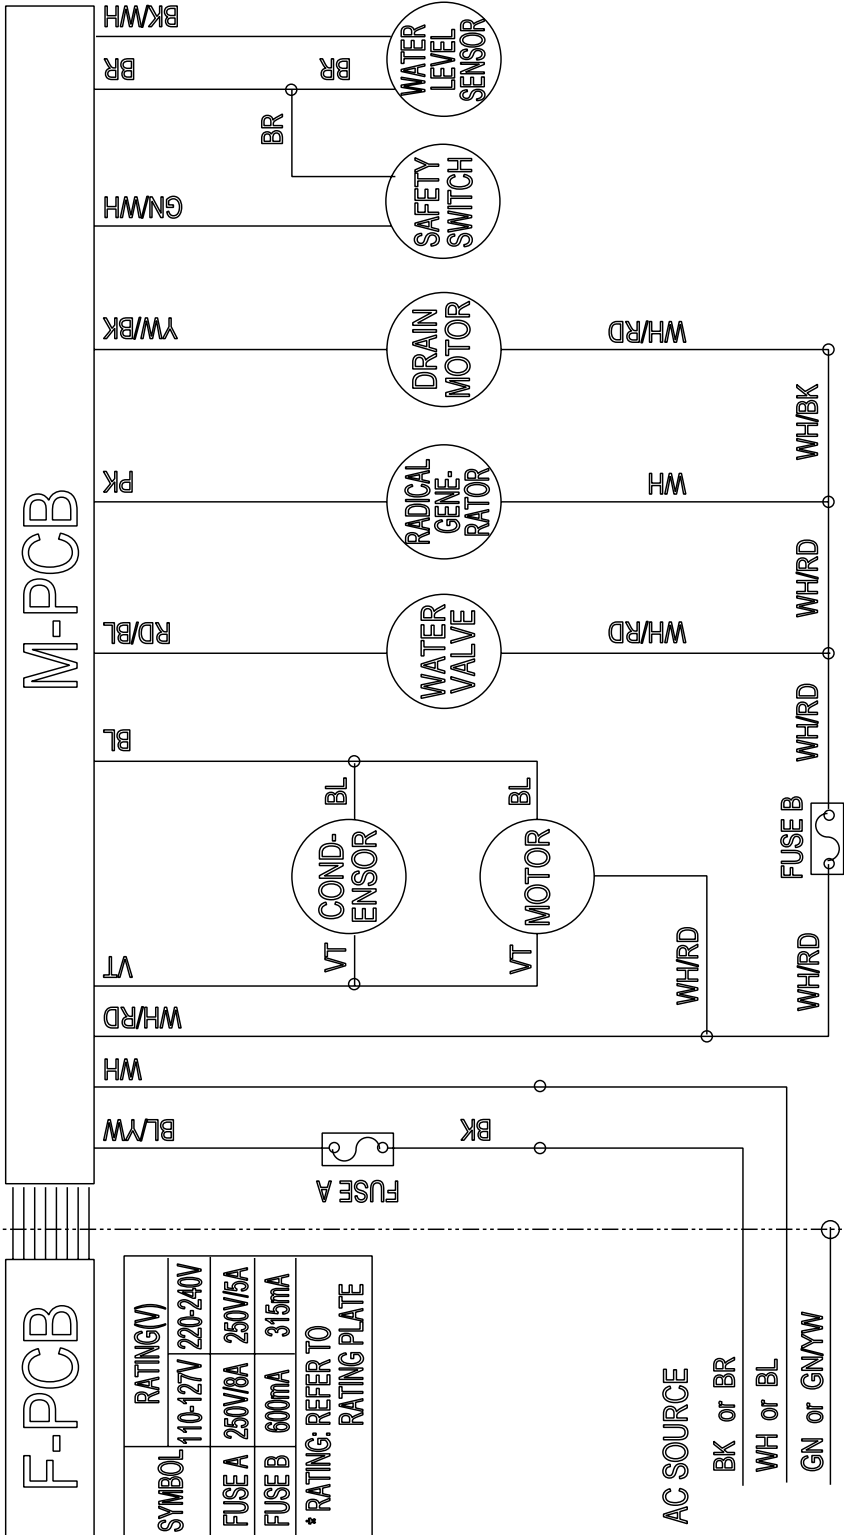 F-PCB
M-PCB
SYMBOL
RATING(V)
110-127V
220-240V
FUSE A
250V/8A
250V/5A
FUSE B
600mA
315mA
* RATING: REFER TO
RATING PLATE
AC SOURCE
BK or BR
WH or BL
GN or GN/YW
BL/YW
FUSE A
BK
WH
WH/RD
VT
VT
VT
COND-
ENSOR
MOTOR
BL
BL
BL
WH/RD
WH/RD
FUSE B
WH/RD
RD/BL
WATER
VALVE
WH/RD
WH/RD
PK
RADICAL
GENE-
RATOR
WH
WH/BK
YW/BK
DRAIN
MOTOR
WH/RD
GN/WH
SAFETY
SWITCH
BR
BR
BR
BK/WH
WATER
LEVEL
SENSOR